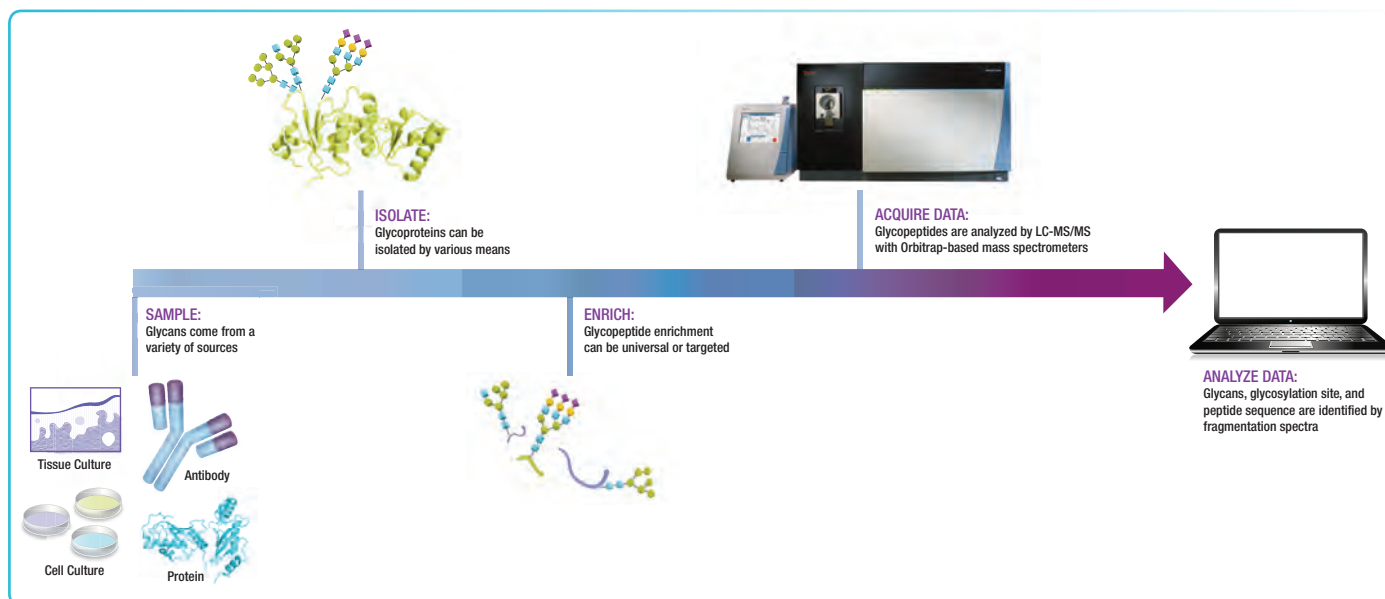 ISOLATE:
Glycoproteins can be
isolated by various means
ACQUIRE DATA:
Glycopeptides are analyzed by LC-MS/MS
with Orbitrap-based mass spectrometers
SAMPLE:
Glycans come from a
variety of sources
ENRICH:
Glycopeptide enrichment
can be universal or targeted
ANALYZE DATA:
Glycans, glycosylation site, and
peptide sequence are identified by
fragmentation spectra
Tissue Culture
Antibody
Cell Culture
Protein